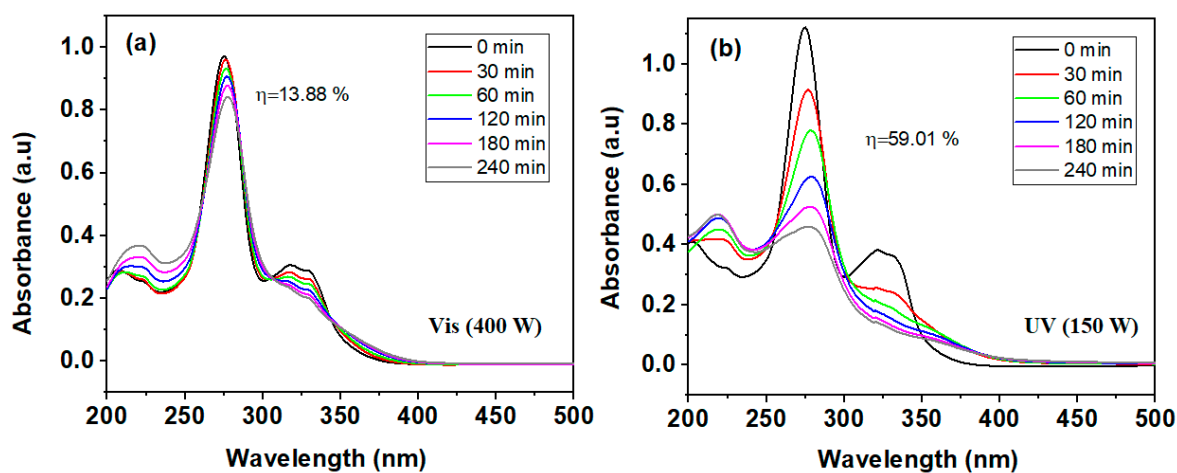 (a)
0 min
30 min
60 min
120 min
180 min
240 min
η=13.88 %
Vis (400 W)
1.0
0.8
0.6
0.4
0.2
0.0
Absorbance (a.u)
200 250 300 350 400 450 500
Wavelength (nm)
(b)
0 min
30 min
60 min
120 min
180 min
240 min
η=59.01 %
UV (150 W)
1.0
0.8
0.6
0.4
0.2
0.0
Absorbance (a.u)
200 250 300 350 400 450 500
Wavelength (nm)